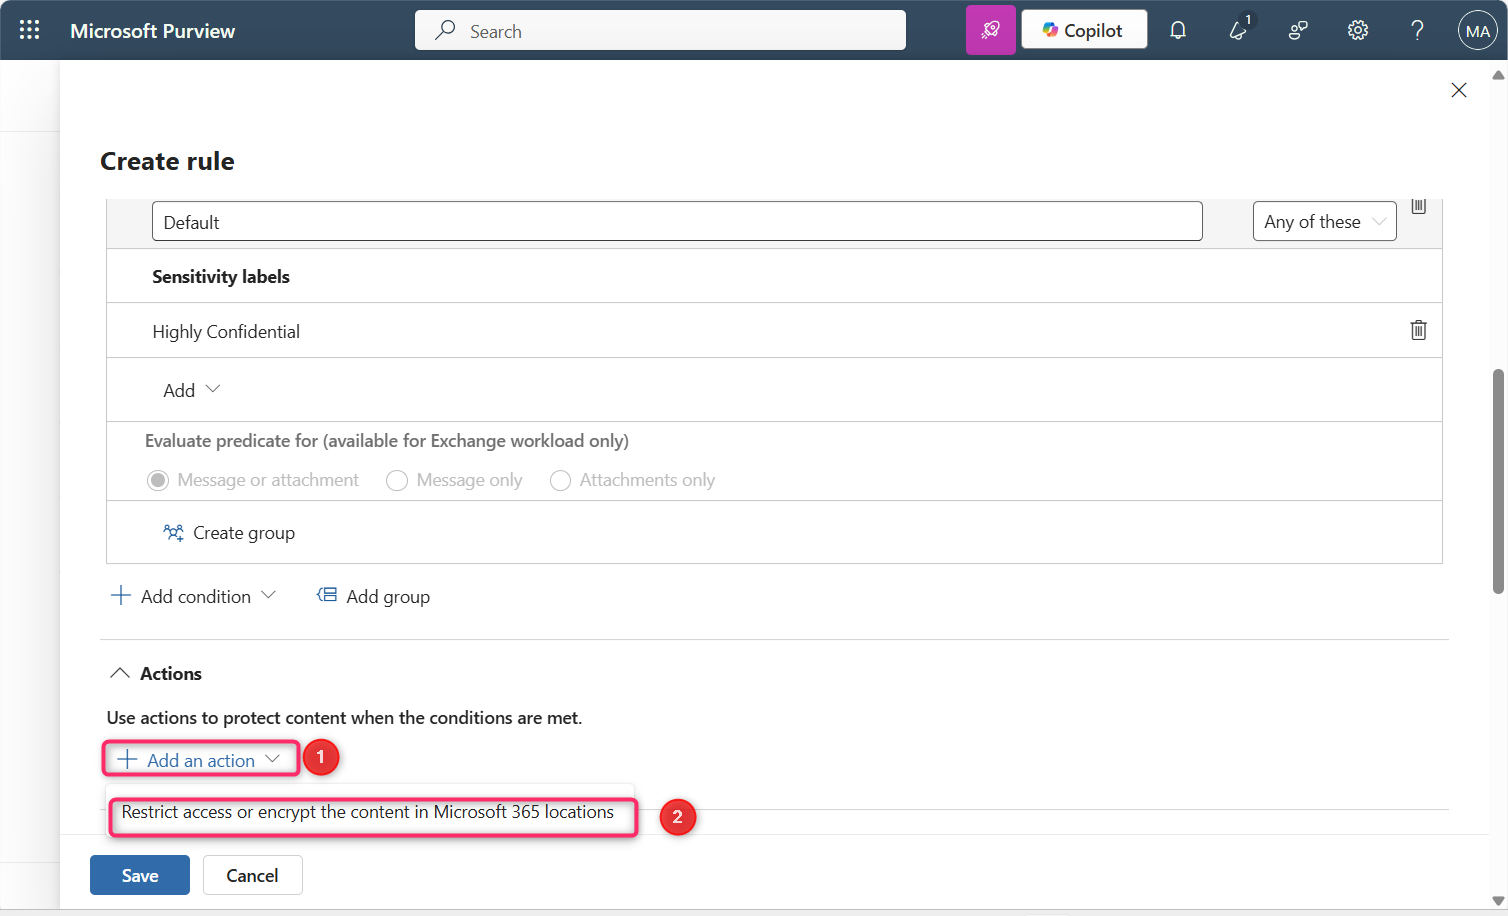 Microsoft Purview
Search
Copilot
1
MA
Create rule
Default
Any of these
Sensitivity labels
Highly Confidential
Add
Evaluate predicate for (available for Exchange workload only)
Message or attachment Message only Attachments only
Create group
Add condition Add group
Actions
Use actions to protect content when the conditions are met.
Add an action 1
Restrict access or encrypt the content in Microsoft 365 locations 2
Save Cancel